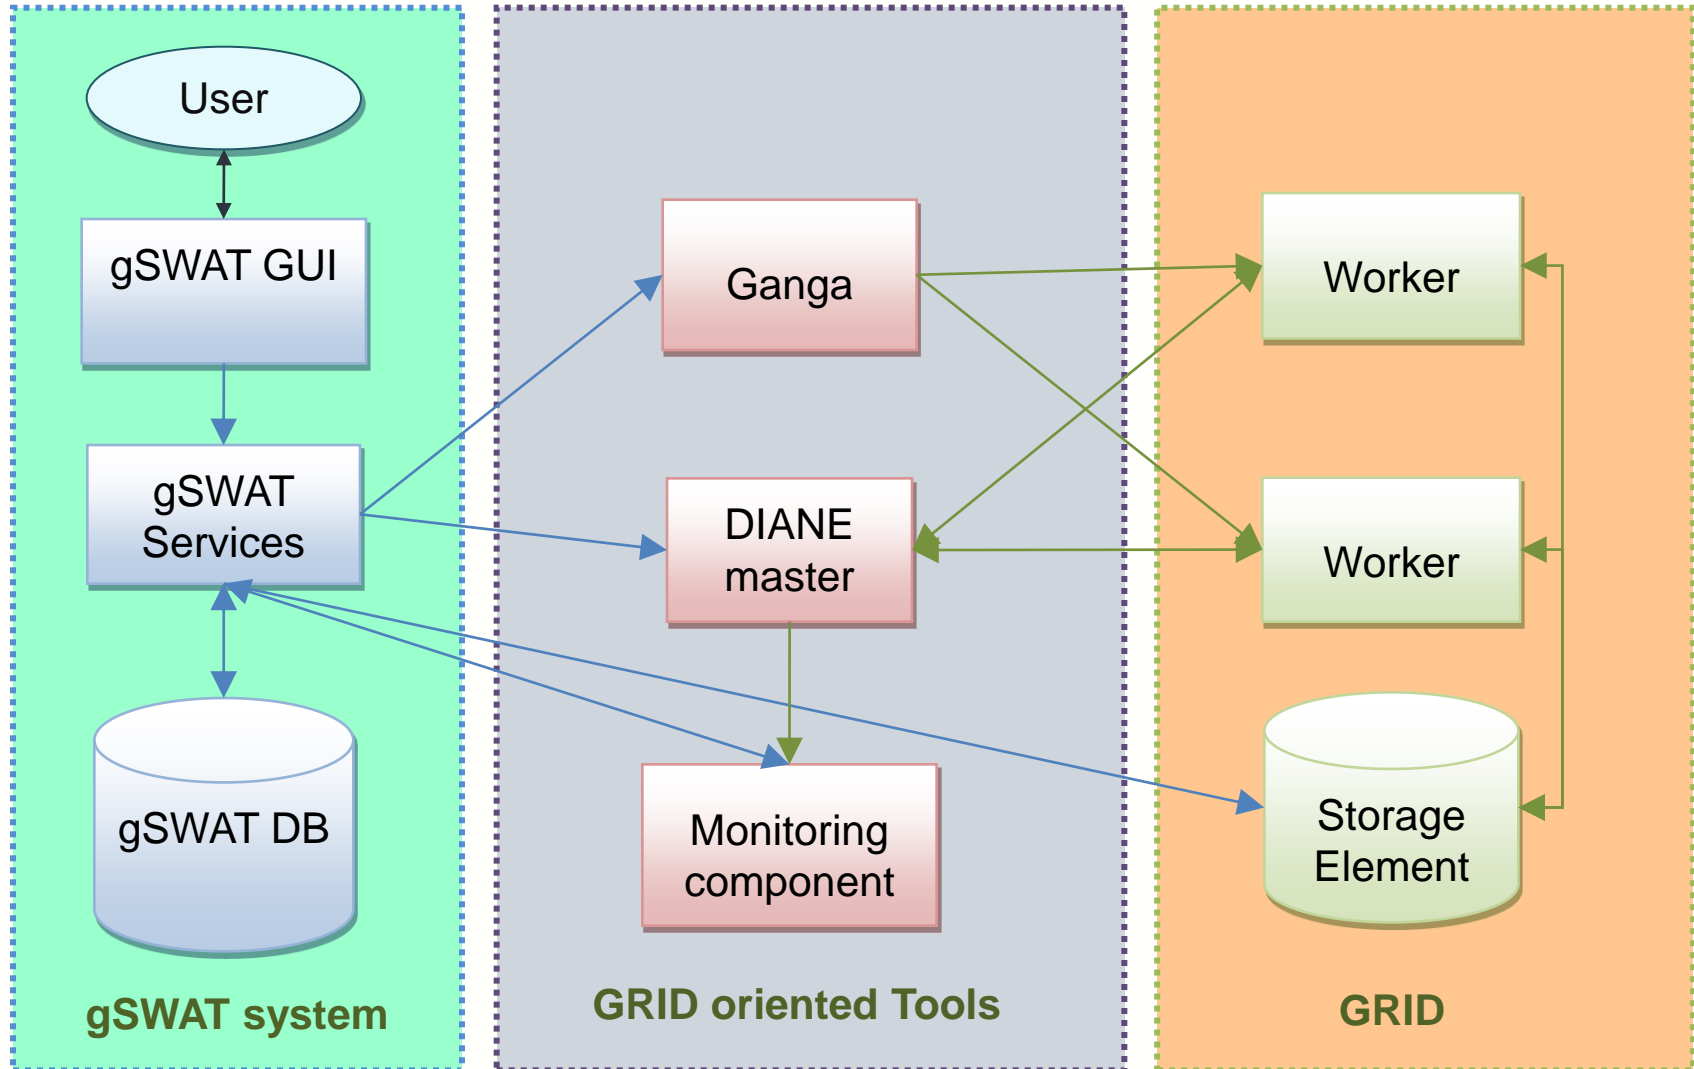 User
gSWAT GUI
gSWAT
Services
gSWAT DB
gSWAT system
Ganga
DIANE
master
Monitoring
component
GRID oriented Tools
Worker
Worker
Storage
Element
GRID